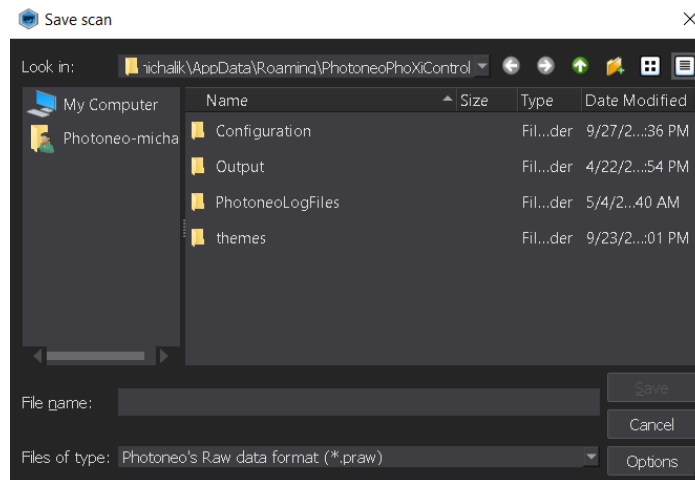 Save scan
Look in: michalik\AppData\Roaming\PhotoneoPhoXiControl
My Computer
Photoneo-micha
Name Size Type Date Modified
Configuration Fil...der 9/27/2...:36 PM
Output Fil...der 4/22/2...:54 PM
PhotoneoLogFiles Fil...der 5/4/2...40 AM
themes Fil...der 9/23/2...:01 PM
File name:
Save
Cancel
Files of type: Photoneo's Raw data format (*.praw)
Options